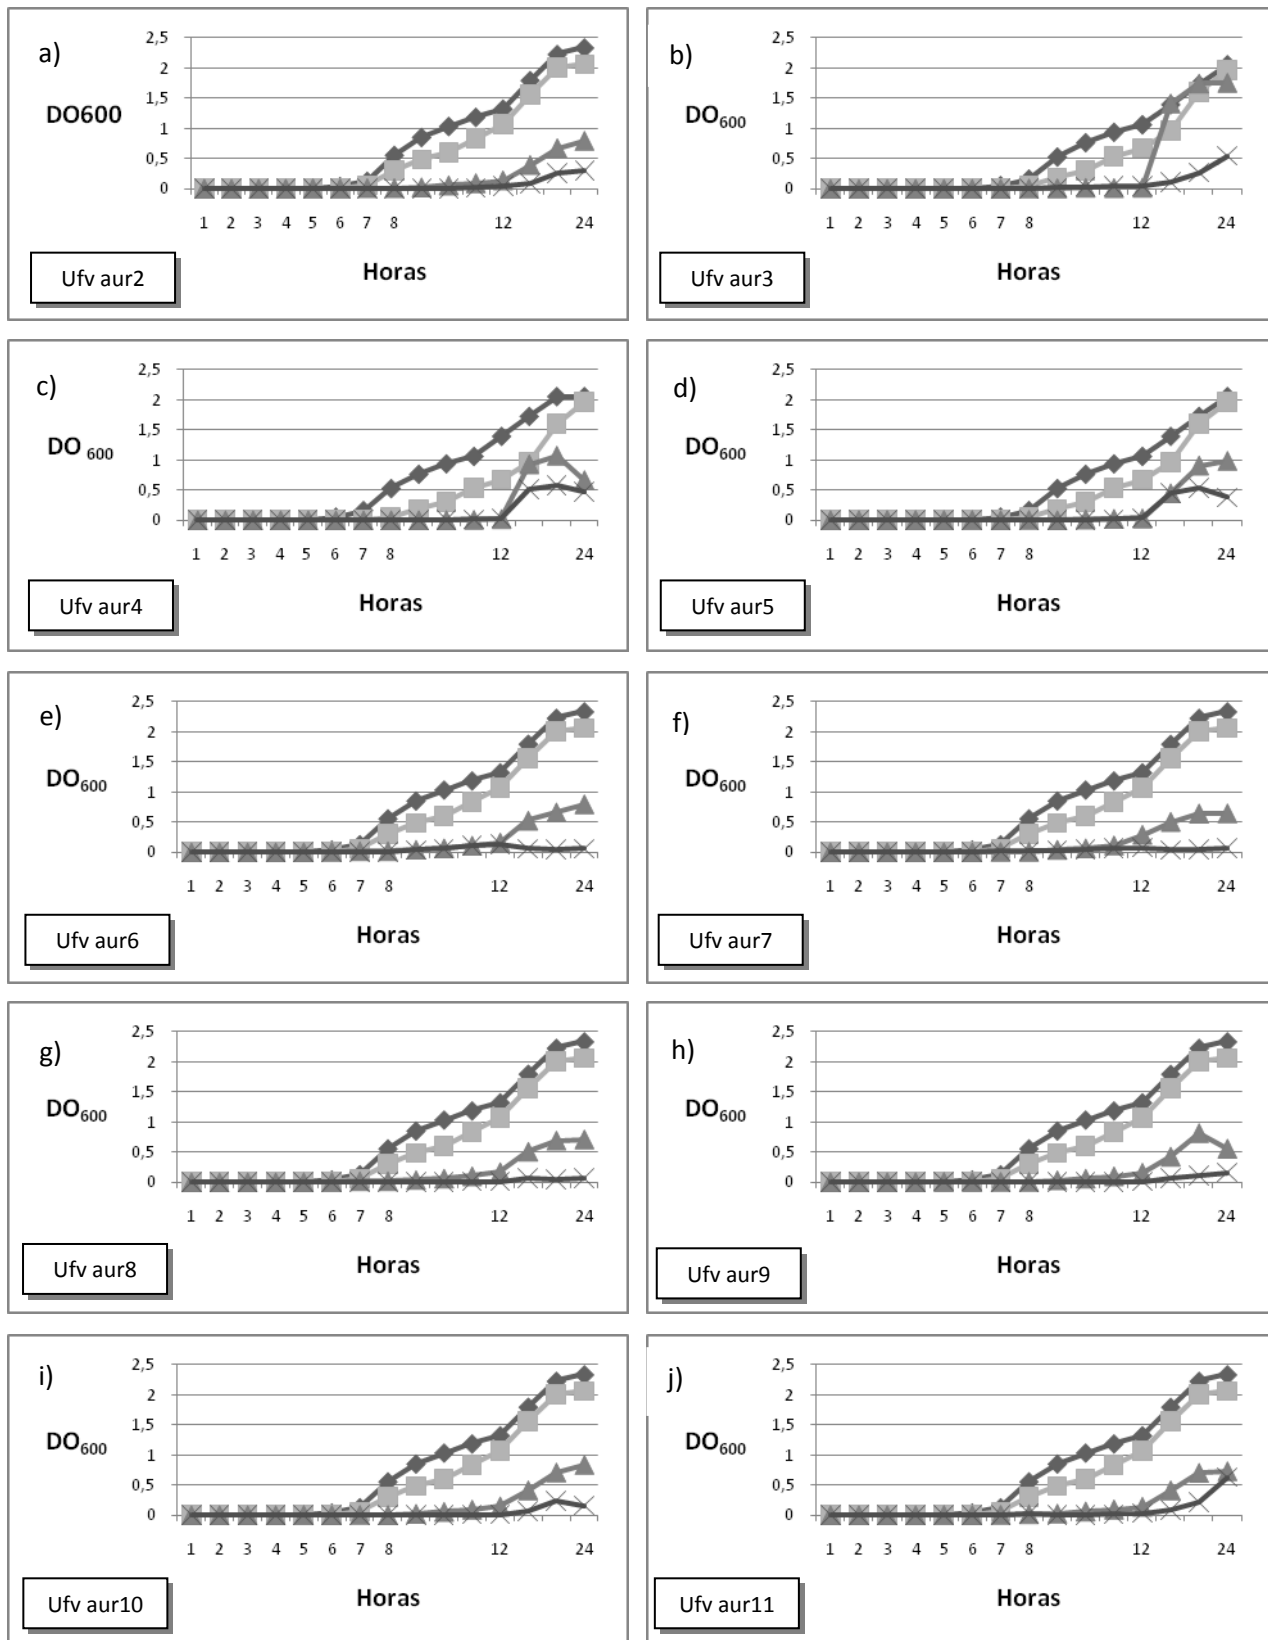 a)
2,5
2
DO600
1,5
1
0,5
0
1 2 3 4 5 6 7 8 12 24
Horas
Ufv aur2
b)
2,5
2
DO600
1,5
1
0,5
0
1 2 3 4 5 6 7 8 12 24
Horas
Ufv aur3
c)
2,5
2
DO 600
1,5
1
0,5
0
1 2 3 4 5 6 7 8 12 24
Horas
Ufv aur4
d)
2,5
2
DO600
1,5
1
0,5
0
1 2 3 4 5 6 7 8 12 24
Horas
Ufv aur5
e)
2,5
2
DO600
1,5
1
0,5
0
1 2 3 4 5 6 7 8 12 24
Horas
Ufv aur6
f)
2,5
2
DO600
1,5
1
0,5
0
1 2 3 4 5 6 7 8 12 24
Horas
Ufv aur7
g)
2,5
2
DO600
1,5
1
0,5
0
1 2 3 4 5 6 7 8 12 24
Horas
Ufv aur8
h)
2,5
2
DO600
1,5
1
0,5
0
1 2 3 4 5 6 7 8 12 24
Horas
Ufv aur9
i)
2,5
2
DO600
1,5
1
0,5
0
1 2 3 4 5 6 7 8 12 24
Horas
Ufv aur10
j)
2,5
2
DO600
1,5
1
0,5
0
1 2 3 4 5 6 7 8 12 24
Horas
Ufv aur11